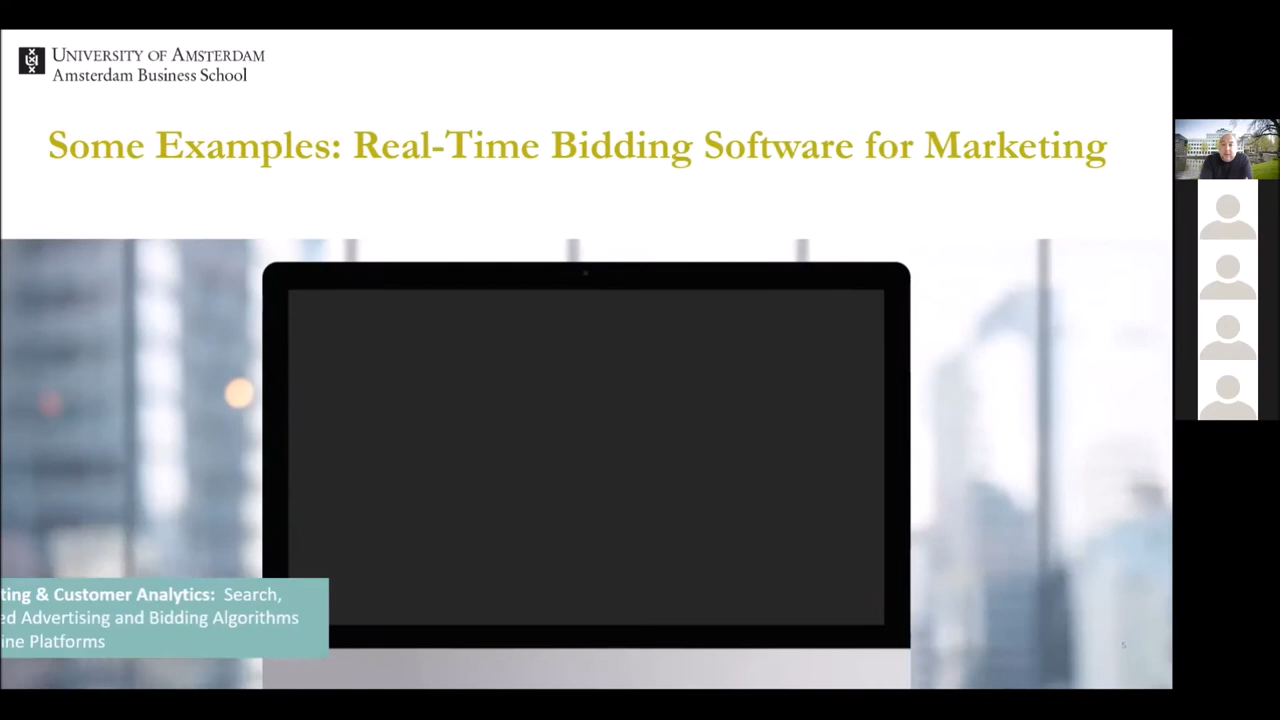 UNIVERSITY OF AMSTERDAM
Amsterdam Business School
Some Examples: Real-Time Bidding Software for Marketing
ting & Customer Analytics: Search,
ed Advertising and Bidding Algorithms
ine Platforms
5